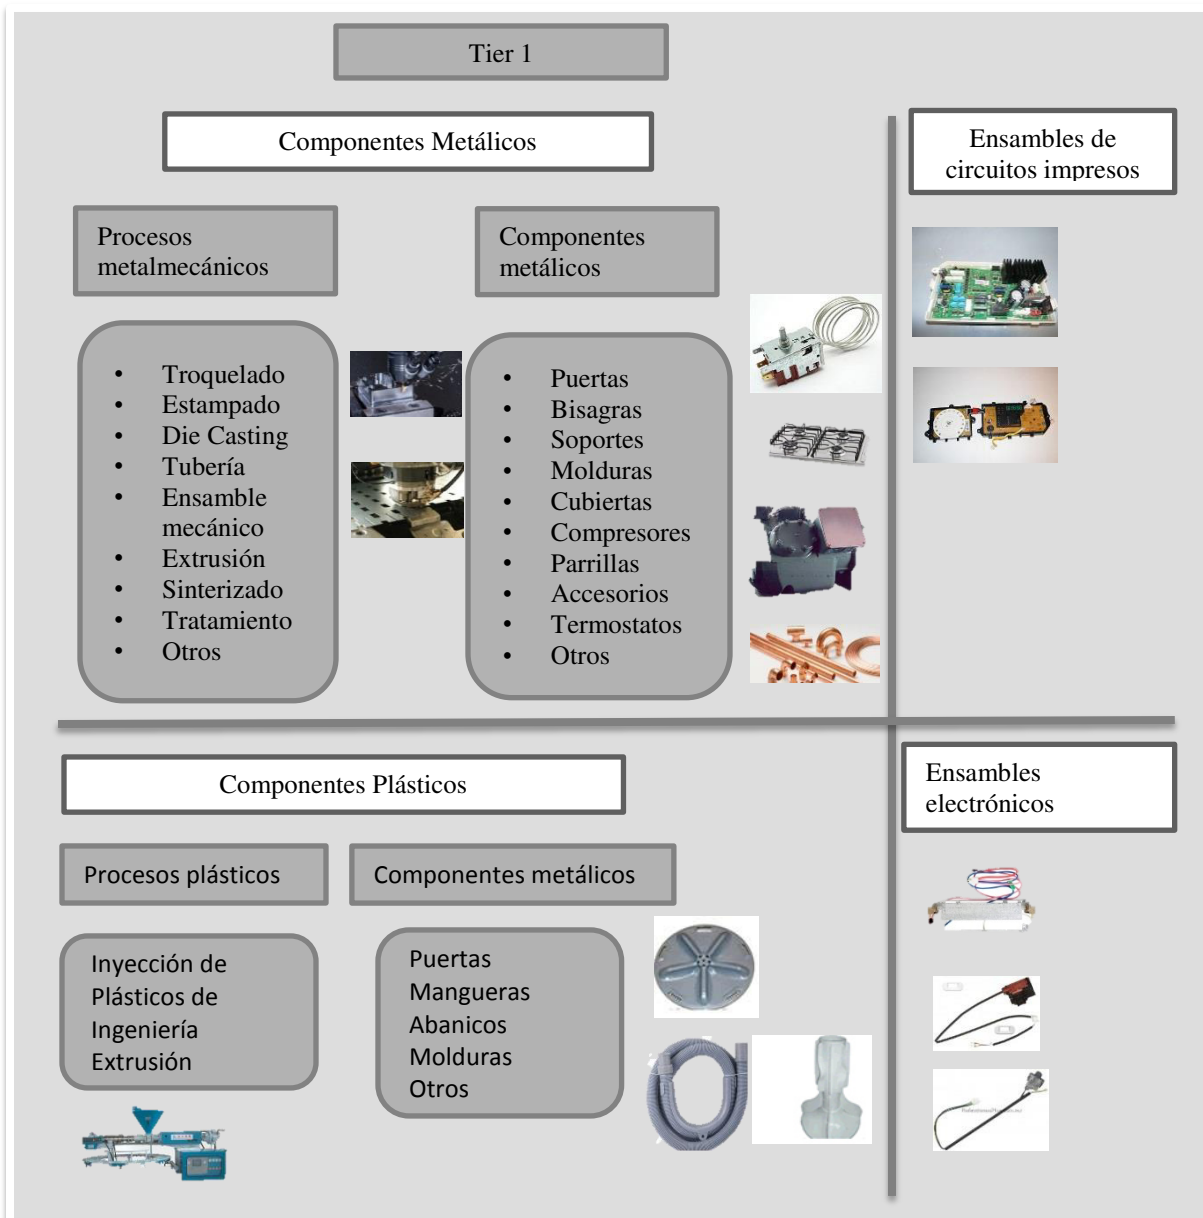 Tier 1
Componentes Metálicos
Ensambles de
circuitos impresos
Procesos
metalmecánicos
Componentes
metálicos
• Troquelado
• Estampado
• Die Casting
• Tubería
• Ensamble
mecánico
• Extrusión
• Sinterizado
• Tratamiento
• Otros
• Puertas
• Bisagras
• Soportes
• Molduras
• Cubiertas
• Compresores
• Parrillas
• Accesorios
• Termostatos
• Otros
Componentes Plásticos
Ensambles
electrónicos
Procesos plásticos
Componentes metálicos
Inyección de
Plásticos de
Ingeniería
Extrusión
Puertas
Mangueras
Abanicos
Molduras
Otros